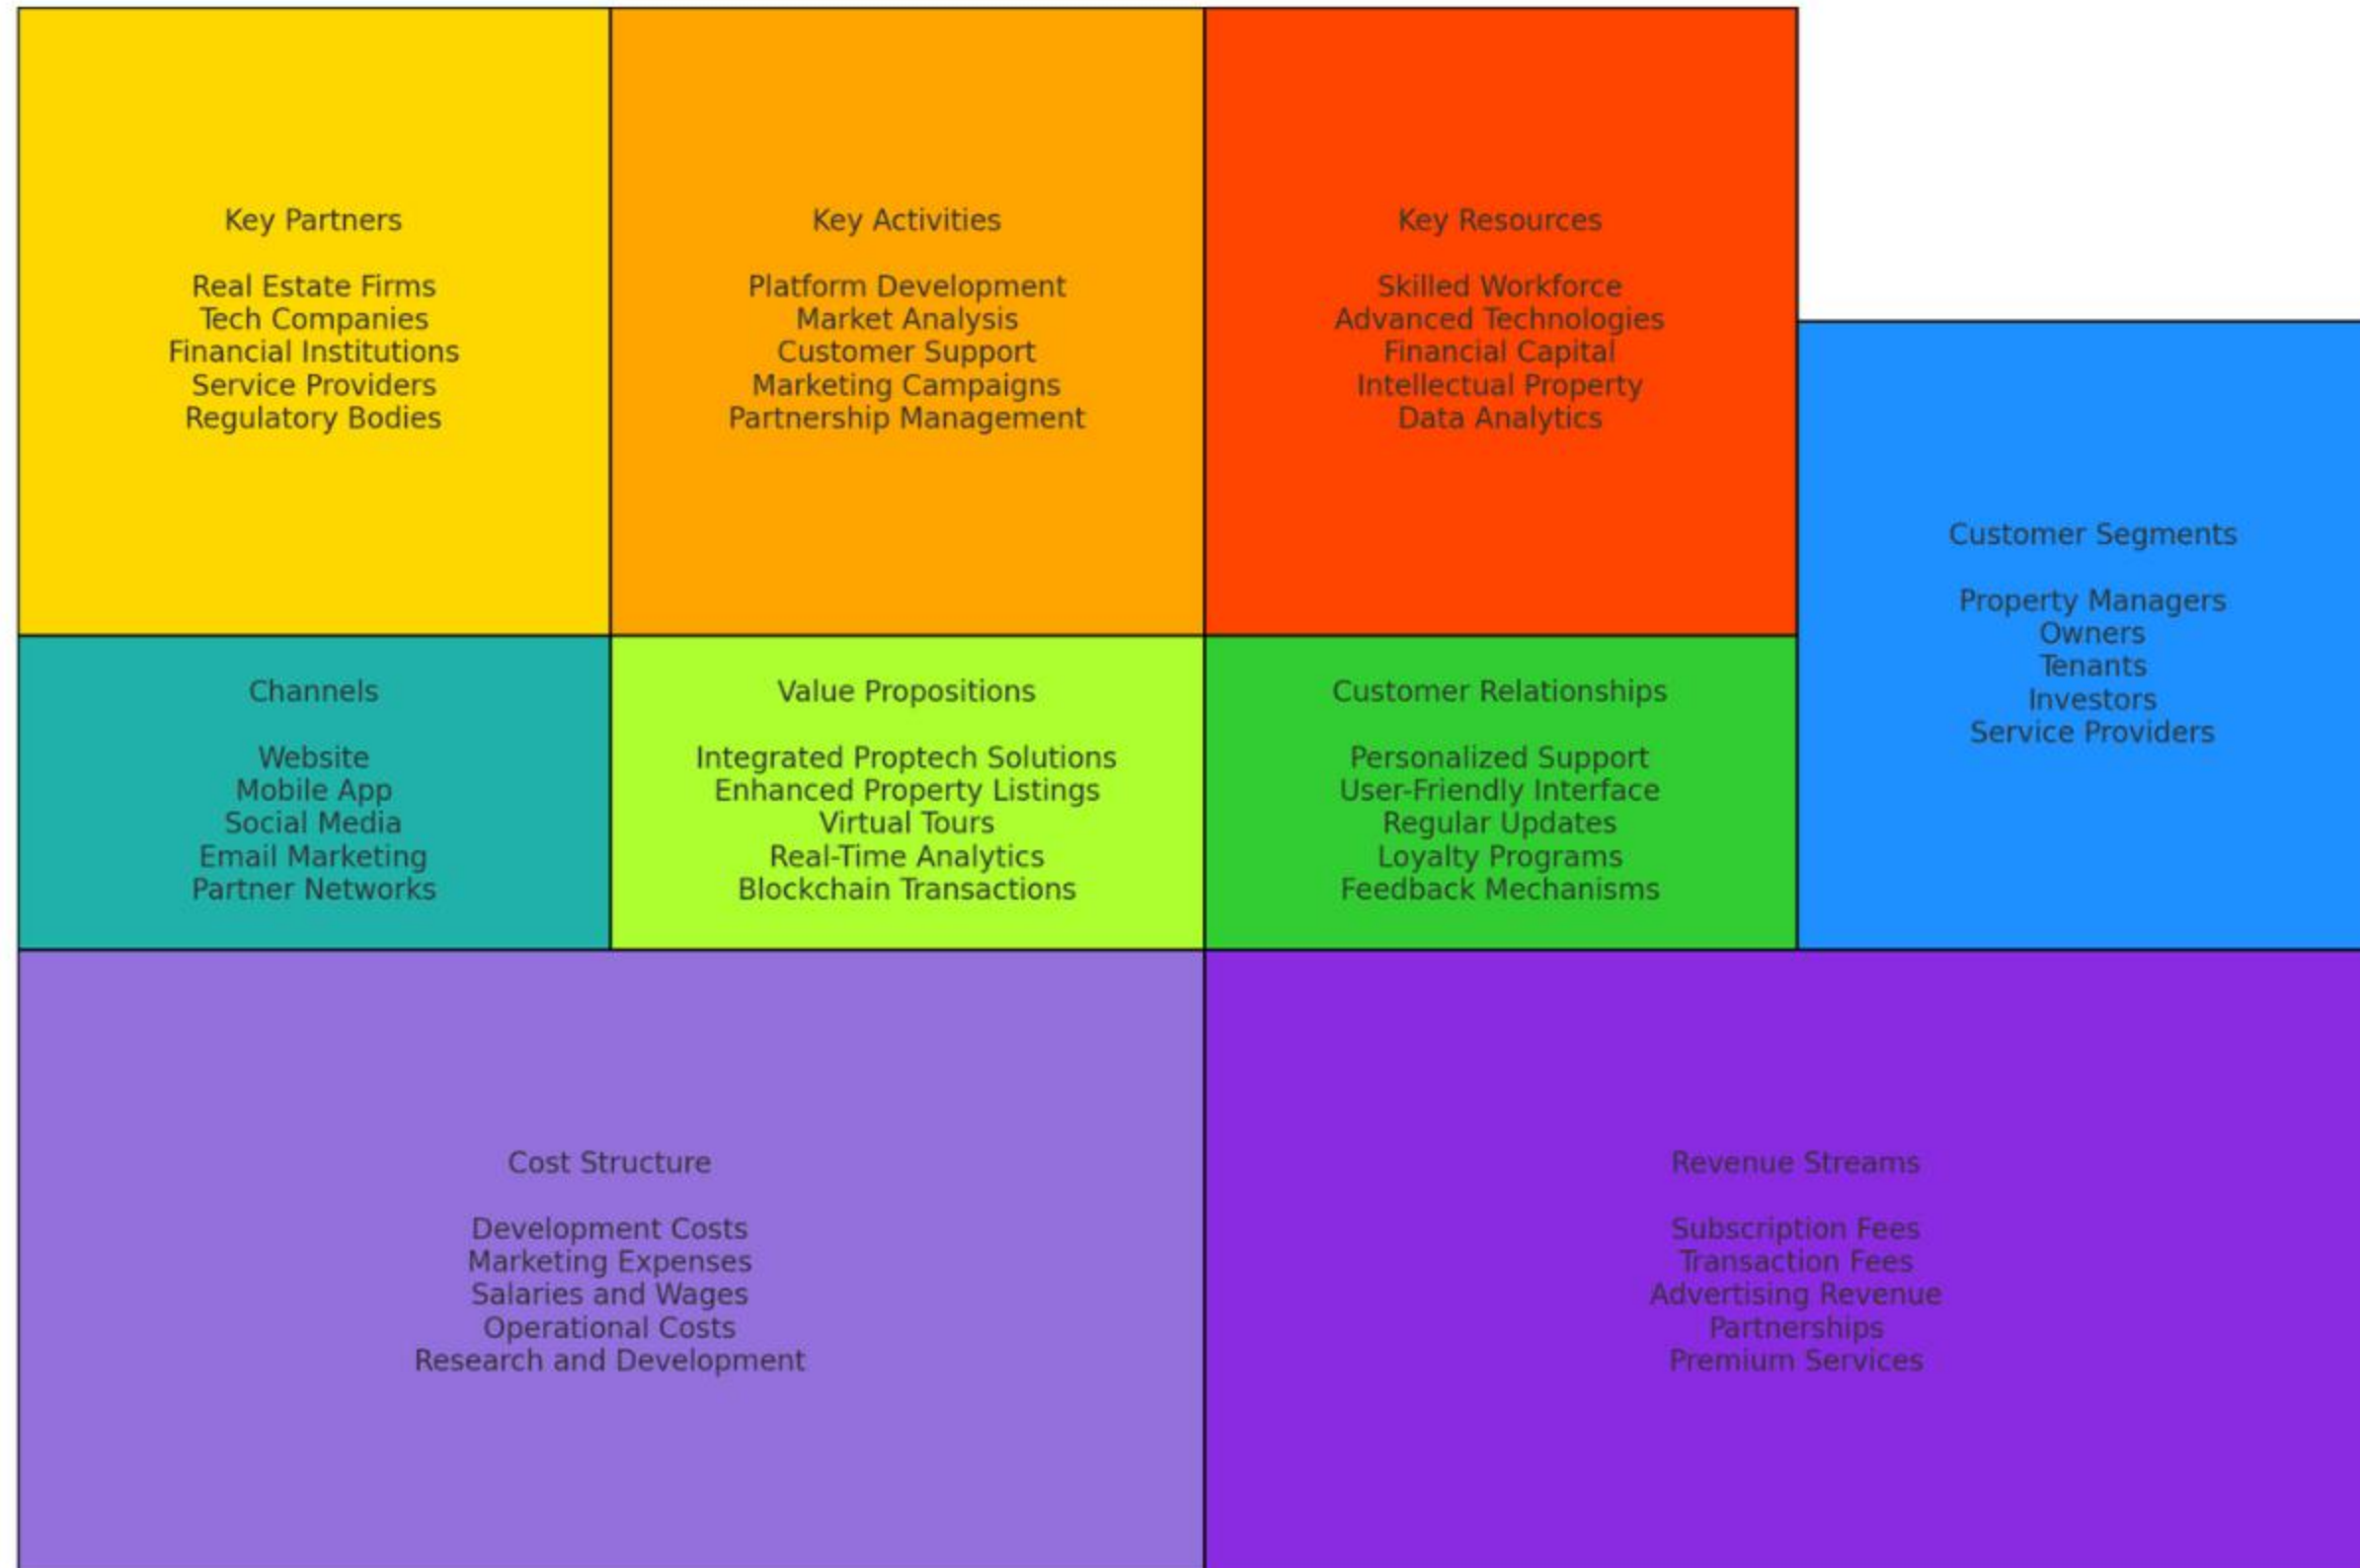 Key Partners
Real Estate Firms
Tech Companies
Financial Institutions
Service Providers
Regulatory Bodies
Key Activities
Platform Development
Market Analysis
Customer Support
Marketing Campaigns
Partnership Management
Key Resources
Skilled Workforce
Advanced Technologies
Financial Capital
Intellectual Property
Data Analytics
Customer Segments
Property Managers
Owners
Tenants
Investors
Service Providers
Channels
Website
Mobile App
Social Media
Email Marketing
Partner Networks
Value Propositions
Integrated Proptech Solutions
Enhanced Property Listings
Virtual Tours
Real-Time Analytics
Blockchain Transactions
Customer Relationships
Personalized Support
User-Friendly Interface
Regular Updates
Loyalty Programs
Feedback Mechanisms
Cost Structure
Development Costs
Marketing Expenses
Salaries and Wages
Operational Costs
Research and Development
Revenue Streams
Subscription Fees
Transaction Fees
Advertising Revenue
Partnerships
Premium Services